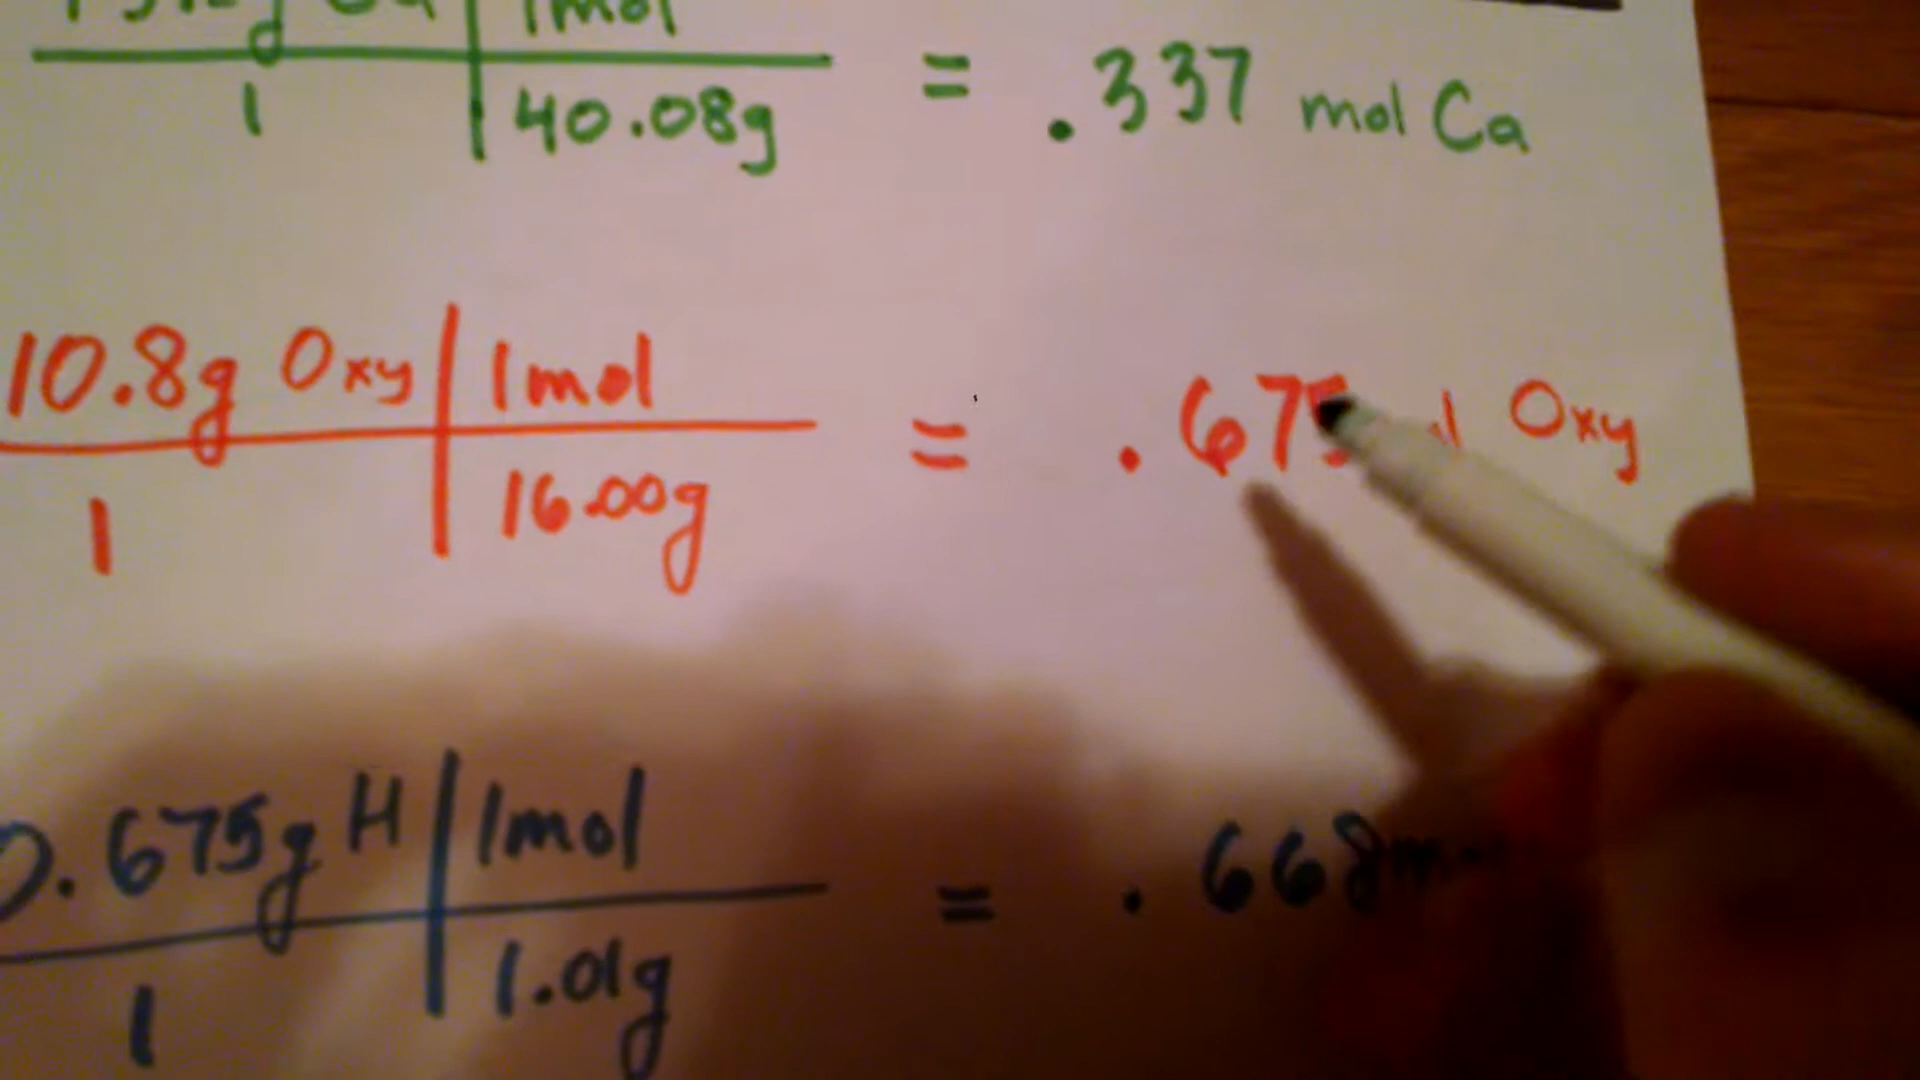 1mol
1 40.08g = .337 mol Ca
10.8g Oxy 1mol
= .675 Oxy
1 16.00g
0.675g H 1mol
= .668
1 1.01g